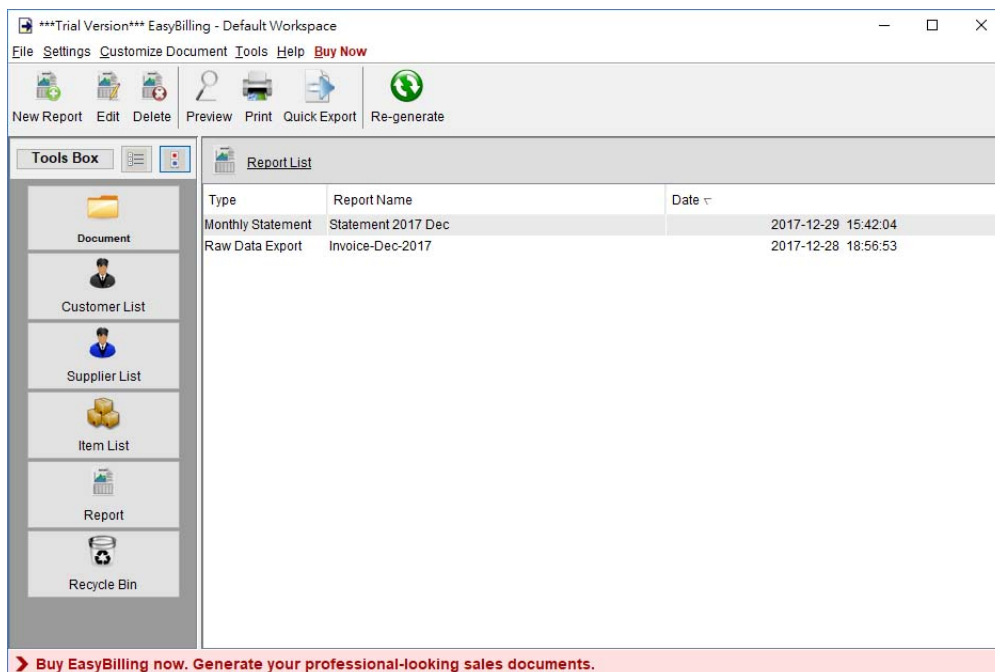 ***Trial Version*** EasyBilling - Default Workspace
File Settings Customize Document Tools Help Buy Now
New Report Edit Delete Preview Print Quick Export Re-generate
Tools Box
Report List
Type Report Name Date
Monthly Statement Statement 2017 Dec 2017-12-29 15:42:04
Raw Data Export Invoice-Dec-2017 2017-12-28 18:56:53
Document
Customer List
Supplier List
Item List
Report
Recycle Bin
Buy EasyBilling now. Generate your professional-looking sales documents.